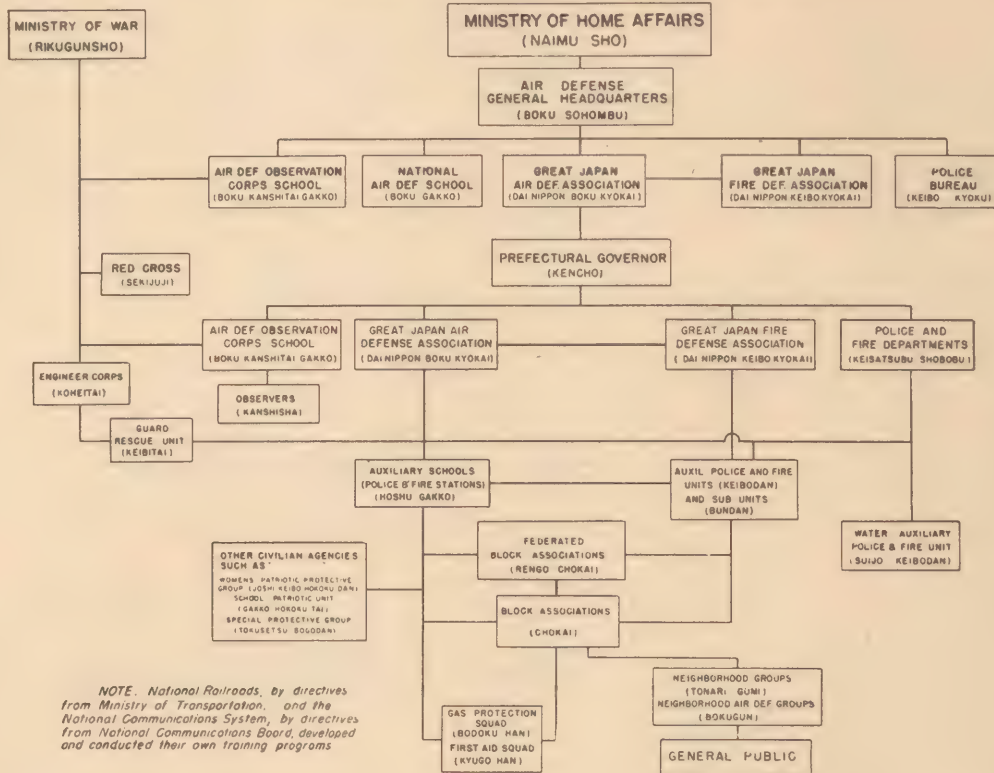 MINISTRY OF WAR
(RIKUGUNSHO)
MINISTRY OF HOME AFFAIRS
(NAIMU SHO)
AIR DEFENSE
GENERAL HEADQUARTERS
(BOKU SOHOMBU)
AIR DEF OBSERVATION
CORPS SCHOOL
(BOKU KANSHITAI GAKKO)
NATIONAL
AIR DEF SCHOOL
(BOKU GAKKO)
GREAT JAPAN
AIR DEF. ASSOCIATION
(DAI NIPPON BOKU KYOKAI)
GREAT JAPAN
FIRE DEF. ASSOCIATION
(DAI NIPPON KEIBO KYOKAI)
POLICE
BUREAU
(KEIBO KYOKU)
PREFECTURAL GOVERNOR
(KENCHO)
RED CROSS
(SEKIJUJI)
AIR DEF OBSERVATION
CORPS SCHOOL
(BOKU KANSHITAI GAKKO)
GREAT JAPAN AIR
DEFENSE ASSOCIATION
(DAI NIPPON BOKU KYOKAI)
GREAT JAPAN FIRE
DEFENSE ASSOCIATION
(DAI NIPPON KEIBO KYOKAI)
POLICE AND
FIRE DEPARTMENTS
(KEISATSUBU SHOBOBU)
ENGINEER CORPS
(KOHEITAI)
OBSERVERS
(KANSHISHA)
GUARD
RESCUE UNIT
(KEIBITAI)
AUXILIARY SCHOOLS
(POLICE & FIRE STATIONS)
(HOSHU GAKKO)
AUXIL POLICE AND FIRE
UNITS (KEIBODAN)
AND SUB UNITS
(BUNDAN)
WATER AUXILIARY
POLICE & FIRE UNIT
(SUIJO KEIBODAN)
FEDERATED
BLOCK ASSOCIATIONS
(RENGO CHOKAI)
OTHER CIVILIAN AGENCIES
SUCH AS
WOMENS PATRIOTIC PROTECTIVE
GROUP (JOSHI KEIBO HOKOKU DAN)
SCHOOL PATRIOTIC UNIT
(GAKKO HOKOKU TAI)
SPECIAL PROTECTIVE GROUP
(TOKUSETSU BOGODAN)
BLOCK ASSOCIATIONS
(CHOKAI)
NEIGHBORHOOD GROUPS
(TONARI GUMI)
NEIGHBORHOOD AIR DEF GROUPS
(BOKUGUN)
GAS PROTECTION
SQUAD
(BODOKU HAN)
FIRST AID SQUAD
(KYUGO HAN)
GENERAL PUBLIC
NOTE. National Railroads, by directives
from Ministry of Transportation, and the
National Communications System, by directives
from National Communications Board, developed
and conducted their own training programs